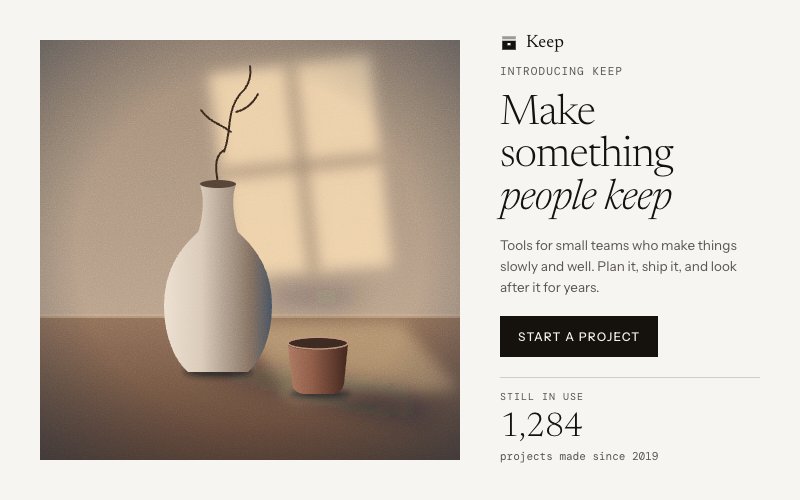 Keep
INTRODUCING KEEP
Make
something
people keep
Tools for small teams who make things
slowly and well. Plan it, ship it, and look
after it for years.
START A PROJECT
STILL IN USE
1,284
projects made since 2019